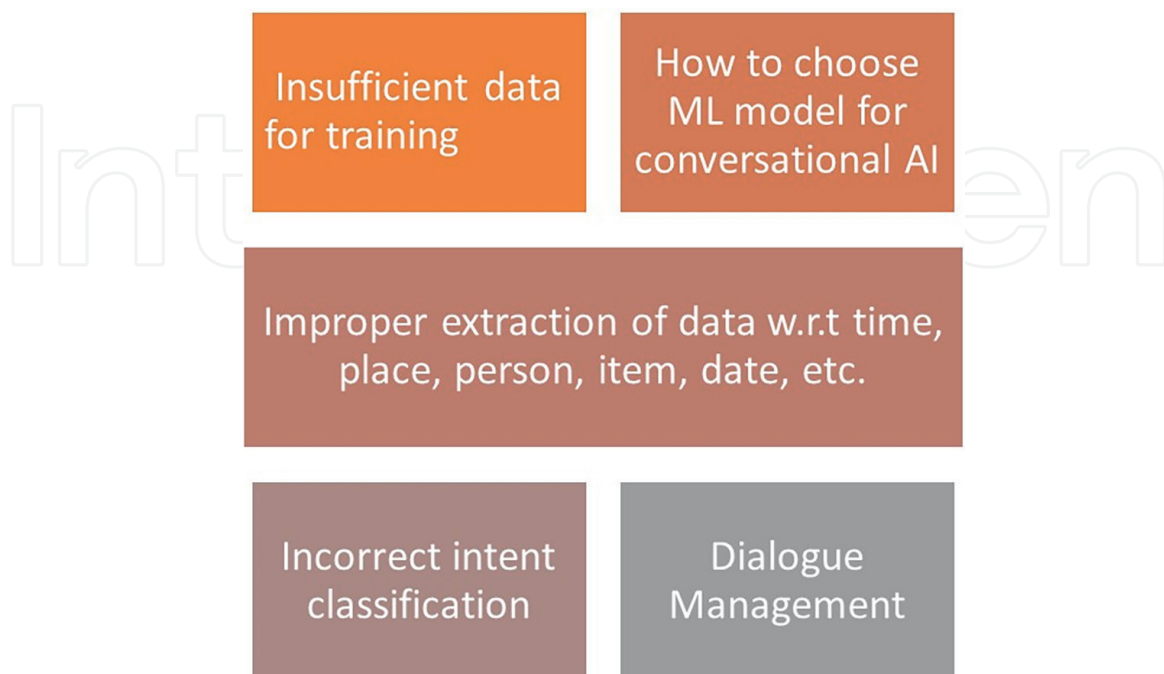 Insufficient data
for training
How to choose
ML model for
conversational AI
Improper extraction of data w.r.t time,
place, person, item, date, etc.
Incorrect intent
classification
Dialogue
Management